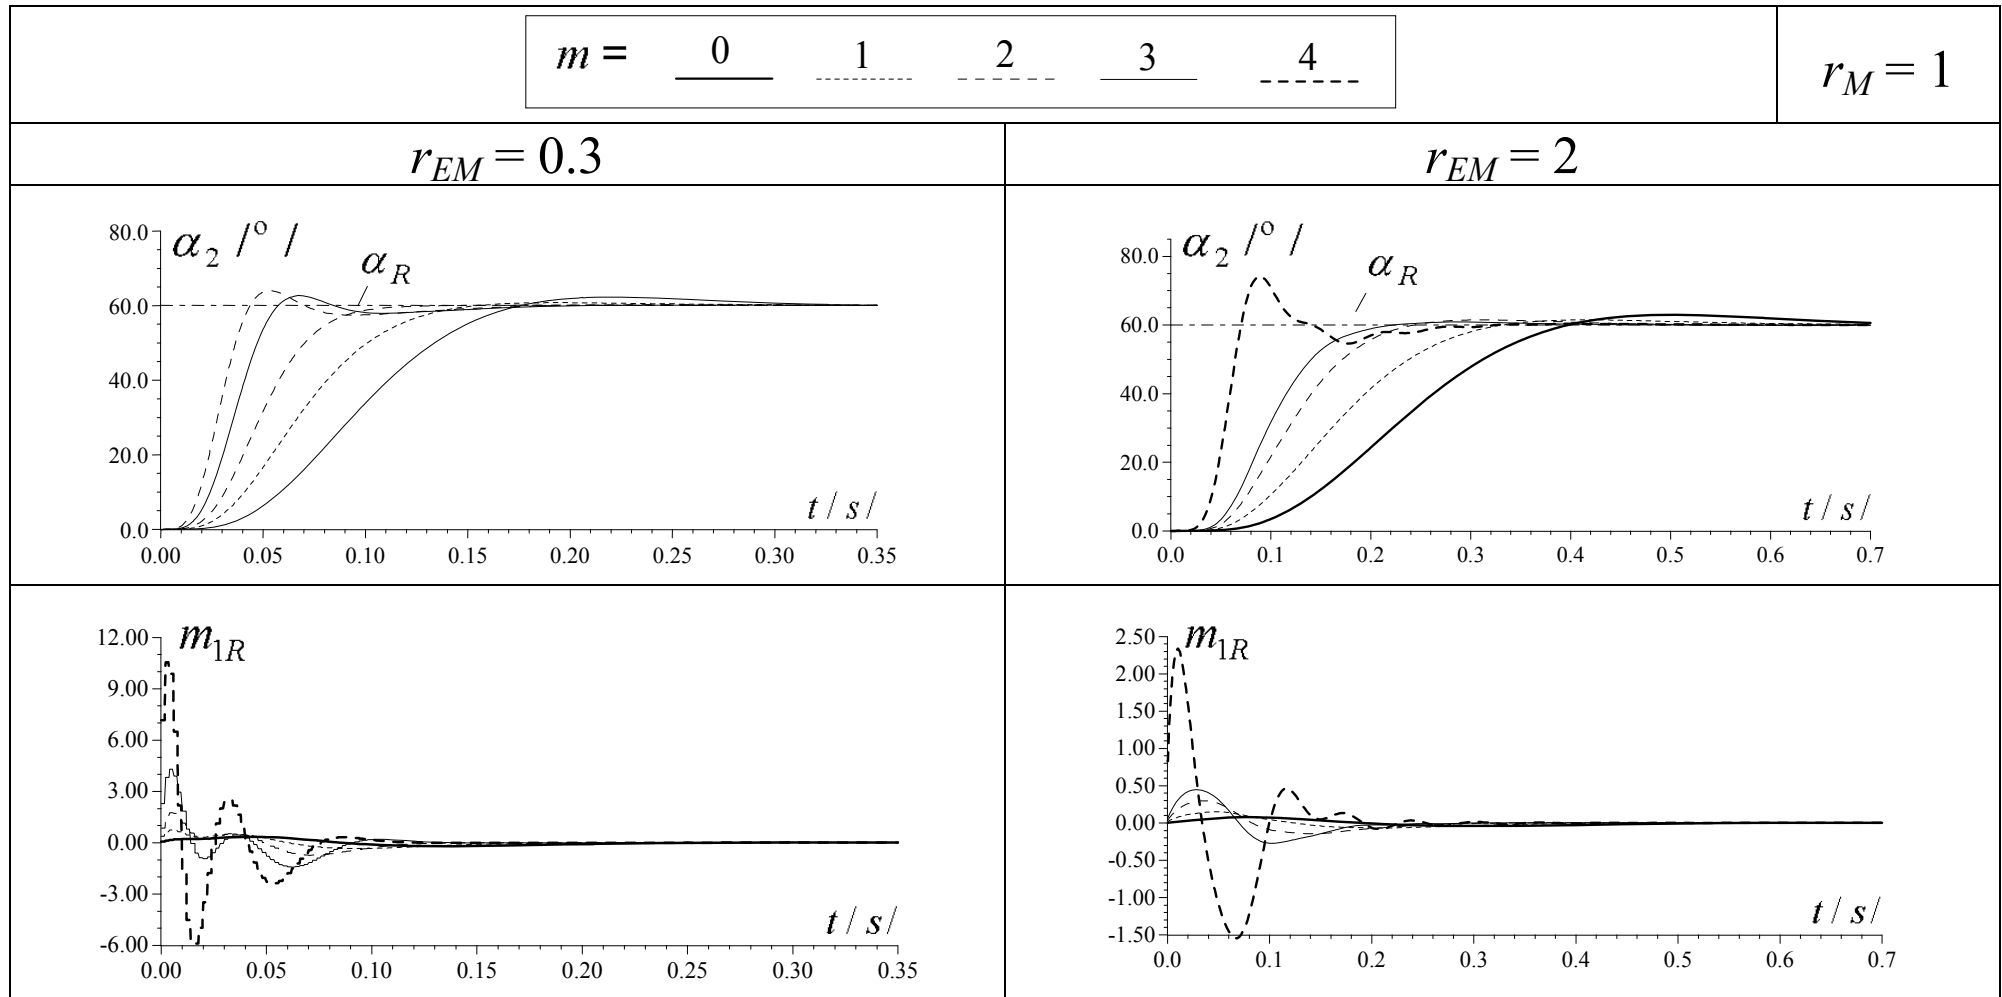 m = 0 1 2 3 4
r_M = 1
r_EM = 0.3
r_EM = 2
α_2 /° /
α_R
80.0
60.0
40.0
20.0
0.0
t / s/
0.00 0.05 0.10 0.15 0.20 0.25 0.30 0.35
α_2 /° /
α_R
80.0
60.0
40.0
20.0
0.0
t / s/
0.0 0.1 0.2 0.3 0.4 0.5 0.6 0.7
m_1R
12.00
9.00
6.00
3.00
0.00
-3.00
-6.00
t / s/
0.00 0.05 0.10 0.15 0.20 0.25 0.30 0.35
m_1R
2.50
2.00
1.50
1.00
0.50
0.00
-0.50
-1.00
-1.50
t / s/
0.0 0.1 0.2 0.3 0.4 0.5 0.6 0.7